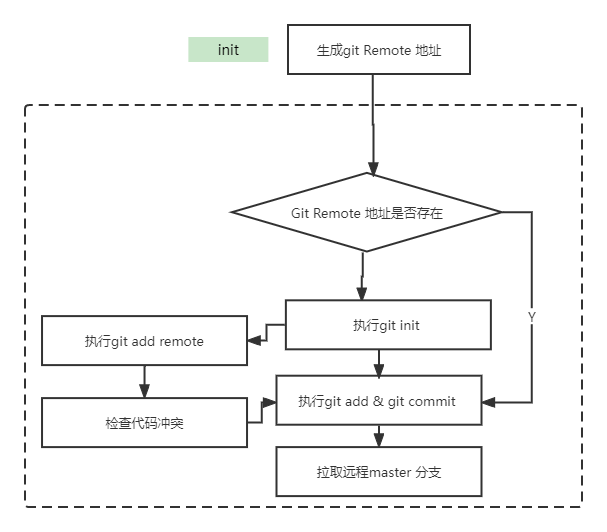 init
生成git Remote 地址
Git Remote 地址是否存在
Y
执行git init
执行git add remote
执行git add & git commit
检查代码冲突
拉取远程master 分支